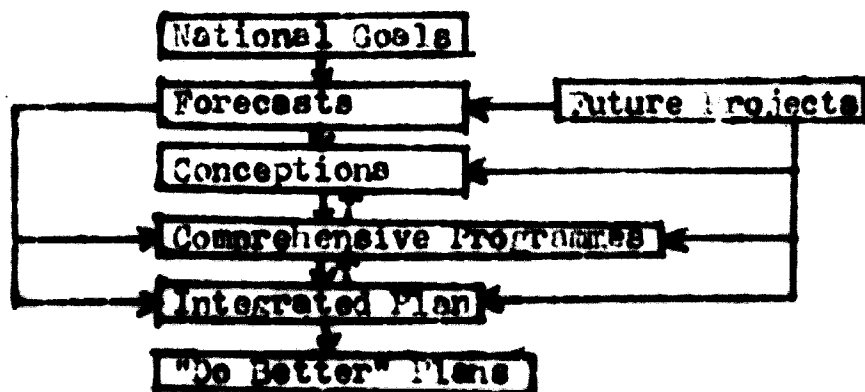 National Goals
Forecasts
Future Projects
Conceptions
Comprehensive Programmes
Integrated Plan
"Do Better" Plans